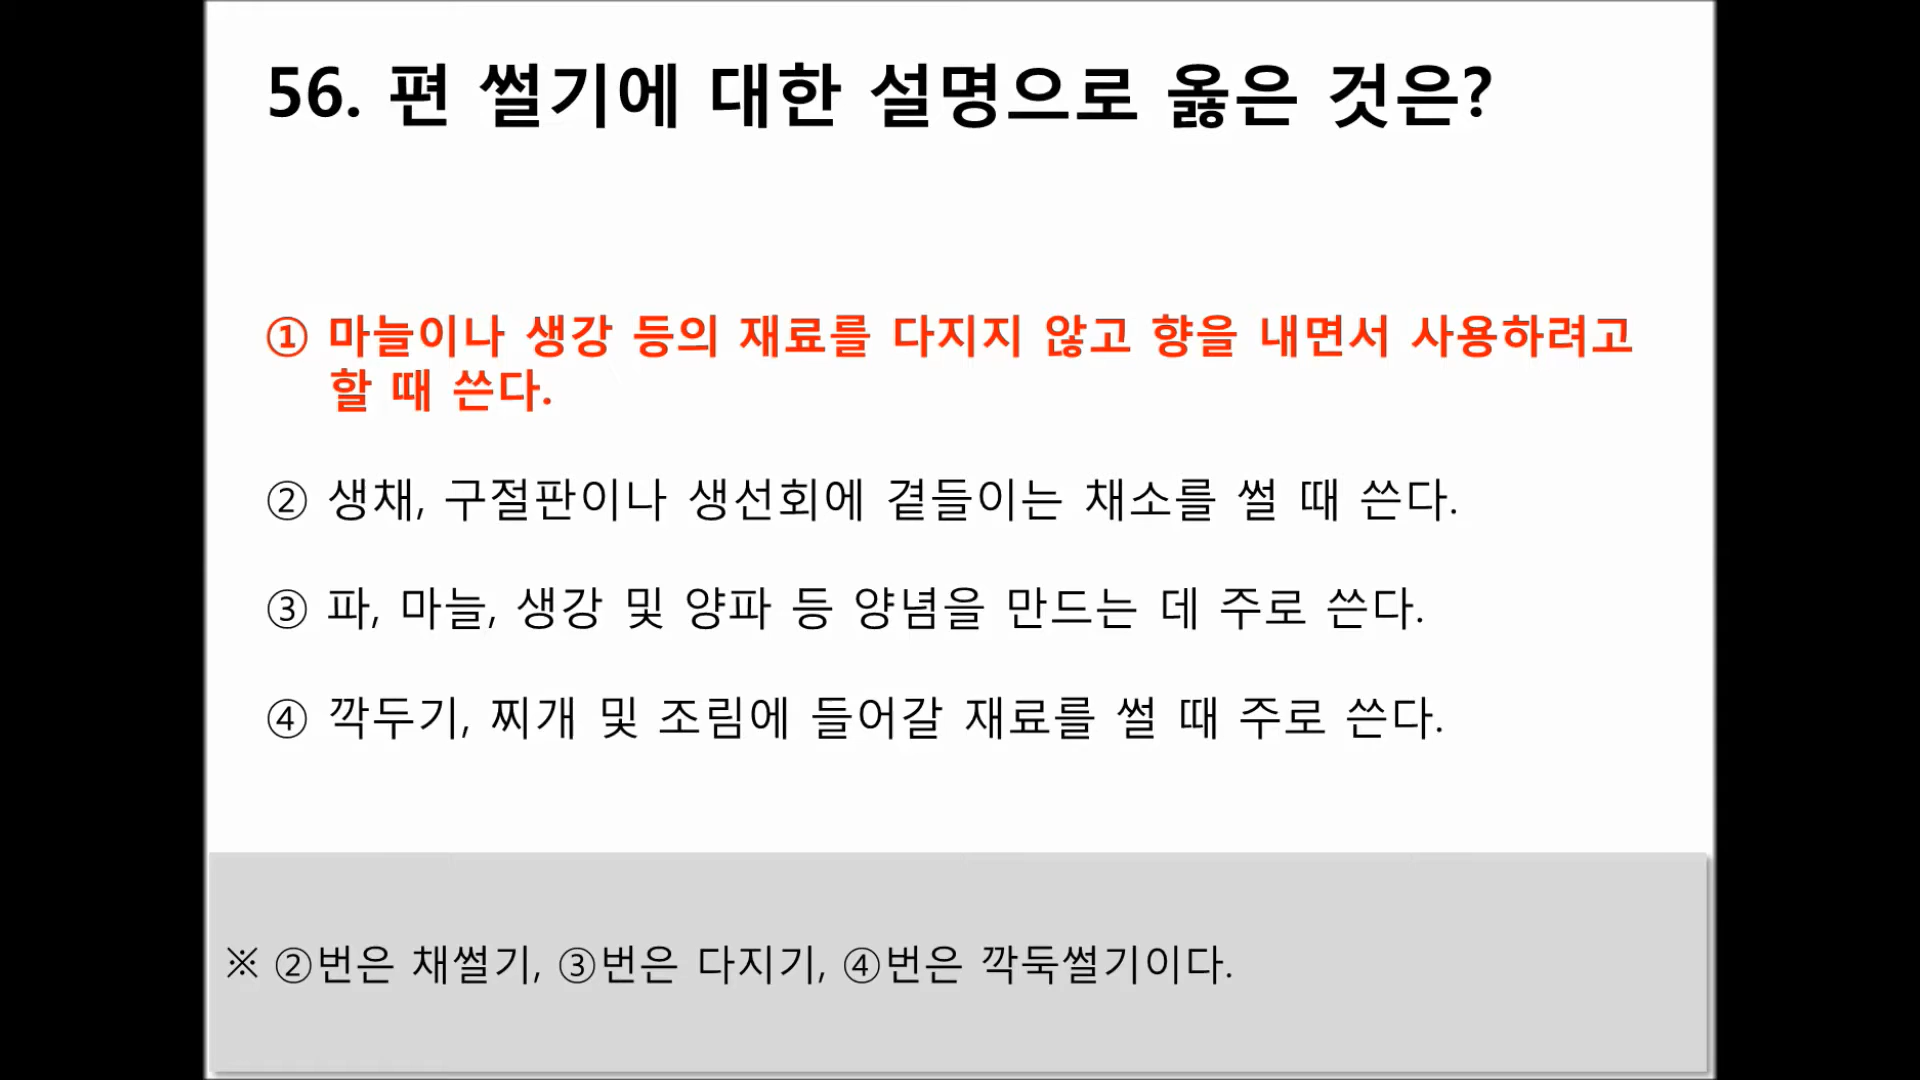 56. 편 썰기에 대한 설명으로 옳은 것은?
① 마늘이나 생강 등의 재료를 다지지 않고 향을 내면서 사용하려고
할 때 쓴다.
② 생채, 구절판이나 생선회에 곁들이는 채소를 썰 때 쓴다.
③ 파, 마늘, 생강 및 양파 등 양념을 만드는 데 주로 쓴다.
④ 깍두기, 찌개 및 조림에 들어갈 재료를 썰 때 주로 쓴다.
※ ②번은 채썰기, ③번은 다지기, ④번은 깍둑썰기이다.